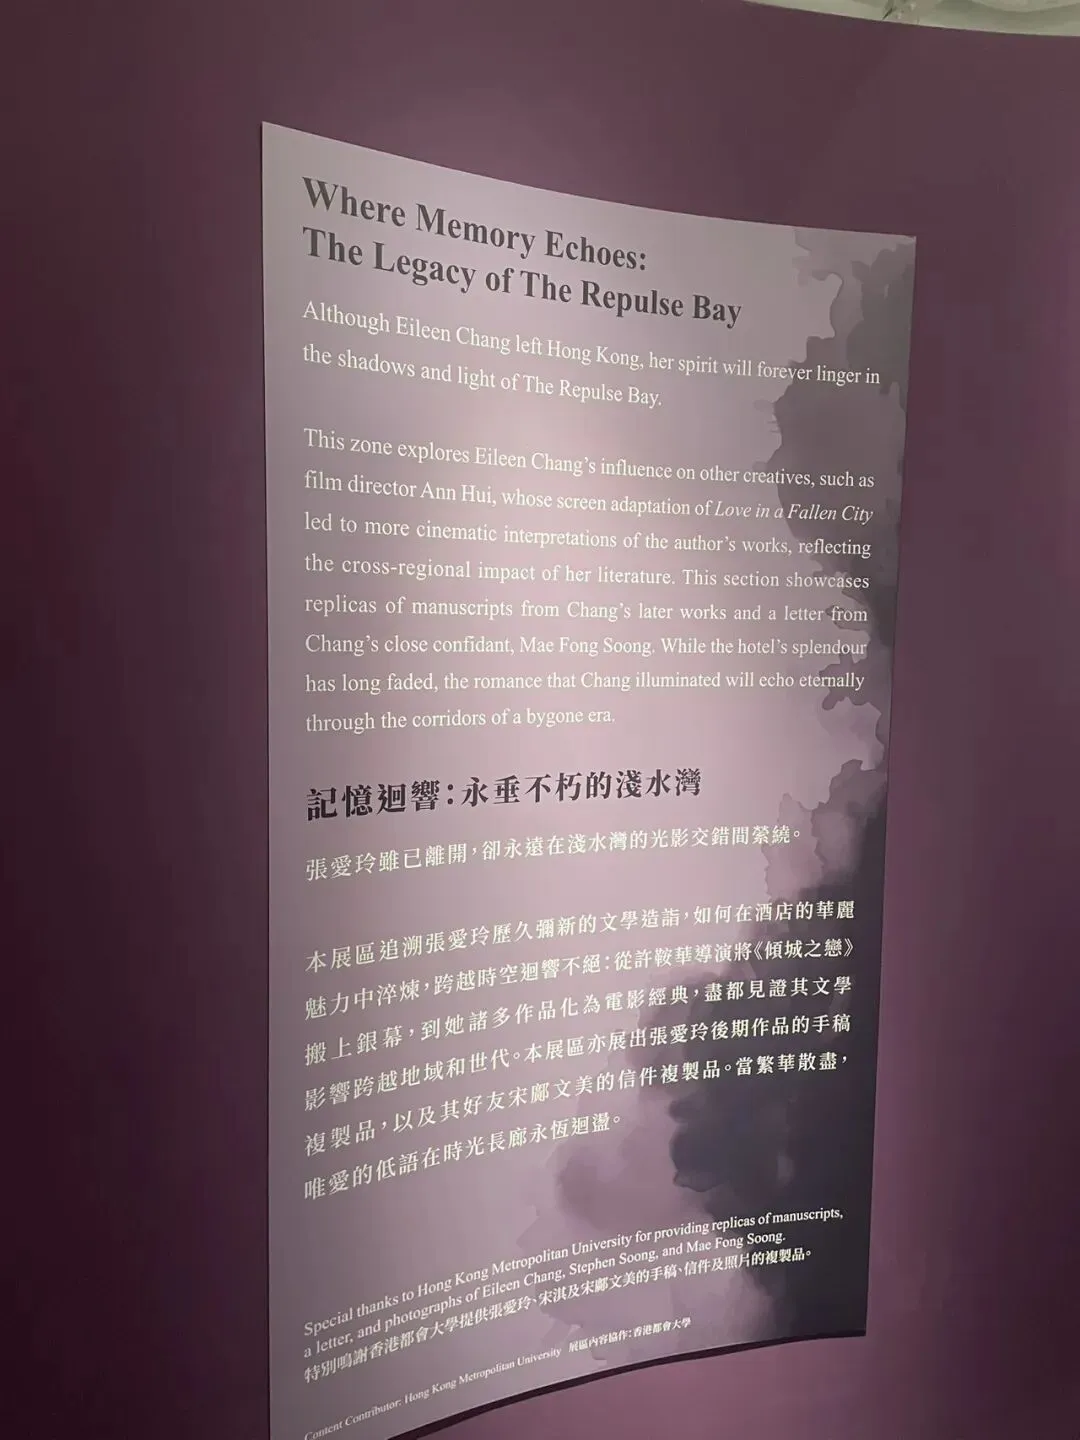 Where Memory Echoes:
The Legacy of The Repulse Bay
Although Eileen Chang left Hong Kong, her spirit will forever linger in
the shadows and light of The Repulse Bay.
This zone explores Eileen Chang's influence on other creatives, such as
film director Ann Hui, whose screen adaptation of Love in a Fallen City
led to more cinematic interpretations of the author's works, reflecting
the cross-regional impact of her literature. This section showcases
replicas of manuscripts from Chang's later works and a letter from
Chang's close confidant, Mae Fong Soong. While the hotel's splendour
has long faded, the romance that Chang illuminated will echo eternally
through the corridors of a bygone era.
記憶迴響：永垂不朽的淺水灣
張愛玲雖已離開，卻永遠在淺水灣的光影交錯間縈繞。
本展區追溯張愛玲歷久彌新的文學造詣，如何在酒店的華麗
魅力中淬煉，跨越時空迴響不絕：從許鞍華導演將《傾城之戀》
搬上銀幕，到她諸多作品化為電影經典，盡都見證其文學
影響跨越地域和世代。本展區亦展出張愛玲後期作品的手稿
複製品，以及其好友宋鄺文美的信件複製品。當繁華散盡，
唯愛的低語在時光長廊永恆迴盪。
Special thanks to Hong Kong Metropolitan University for providing replicas of manuscripts,
a letter, and photographs of Eileen Chang, Stephen Soong, and Mae Fong Soong.
特別鳴謝香港都會大學提供張愛玲、宋淇及宋鄺文美的手稿、信件及照片的複製品。
Content Contributor: Hong Kong Metropolitan University 展區內容協作：香港都會大學